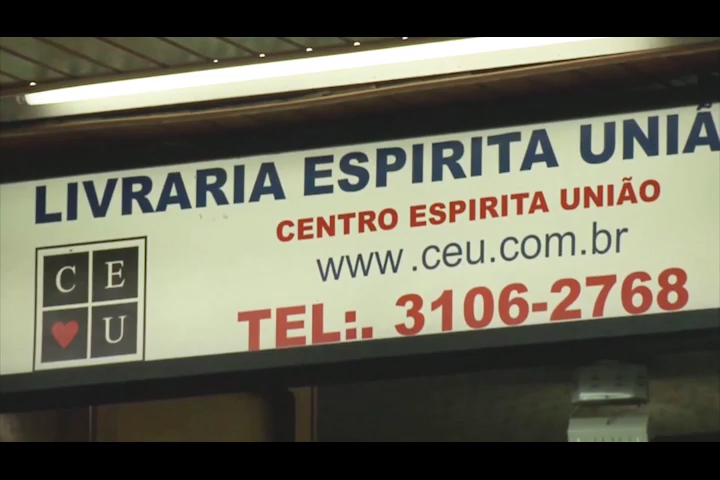 LIVRARIA ESPIRITA UNIÃ
CENTRO ESPIRITA UNIÃO
www.ceu.com.br
TEL:. 3106-2768
C E
U